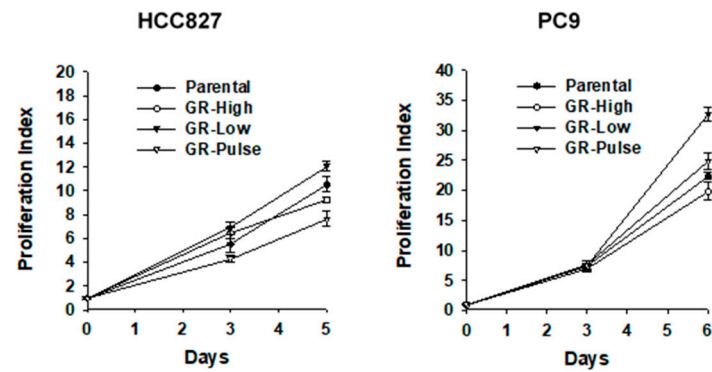 HCC827
20
18
16
14
12
10
8
6
4
2
0
Proliferation Index
Parental
GR-High
GR-Low
GR-Pulse
0 1 2 3 4 5
Days
PC9
40
35
30
25
20
15
10
5
0
Proliferation Index
Parental
GR-High
GR-Low
GR-Pulse
0 1 2 3 4 5 6
Days